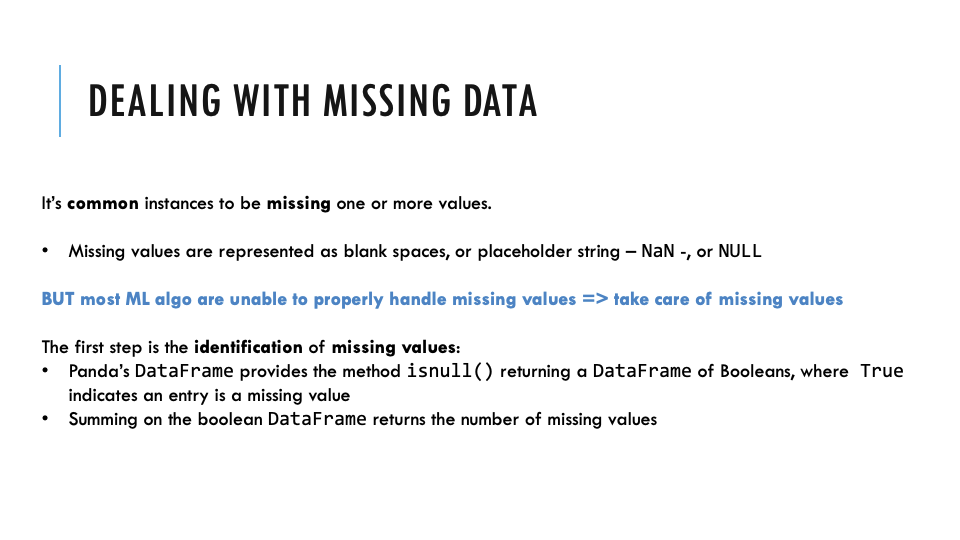 DEALING WITH MISSING DATA
It's common instances to be missing one or more values.
• Missing values are represented as blank spaces, or placeholder string – NaN -, or NULL
BUT most ML algo are unable to properly handle missing values => take care of missing values
The first step is the identification of missing values:
• Panda's DataFrame provides the method isnull() returning a DataFrame of Booleans, where True
indicates an entry is a missing value
• Summing on the boolean DataFrame returns the number of missing values